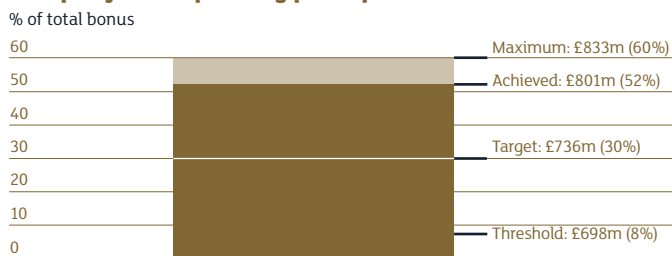 % of total bonus
60
Maximum: £833m (60%)
50
Achieved: £801m (52%)
40
30
Target: £736m (30%)
20
10
Threshold: £698m (8%)
0